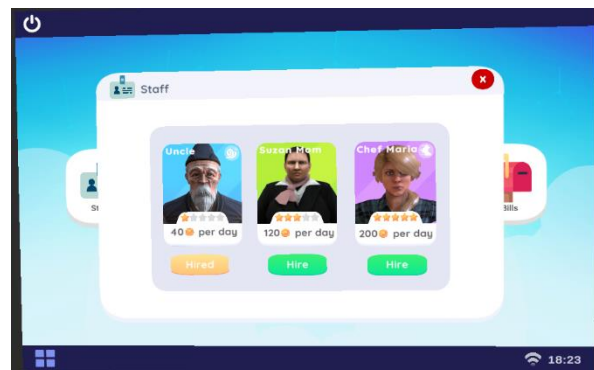 Staff
x
Uncle
Suzan Mom
Chef Maria
40 per day
120 per day
200 per day
Hired
Hire
Hire
St
Bills
18:23